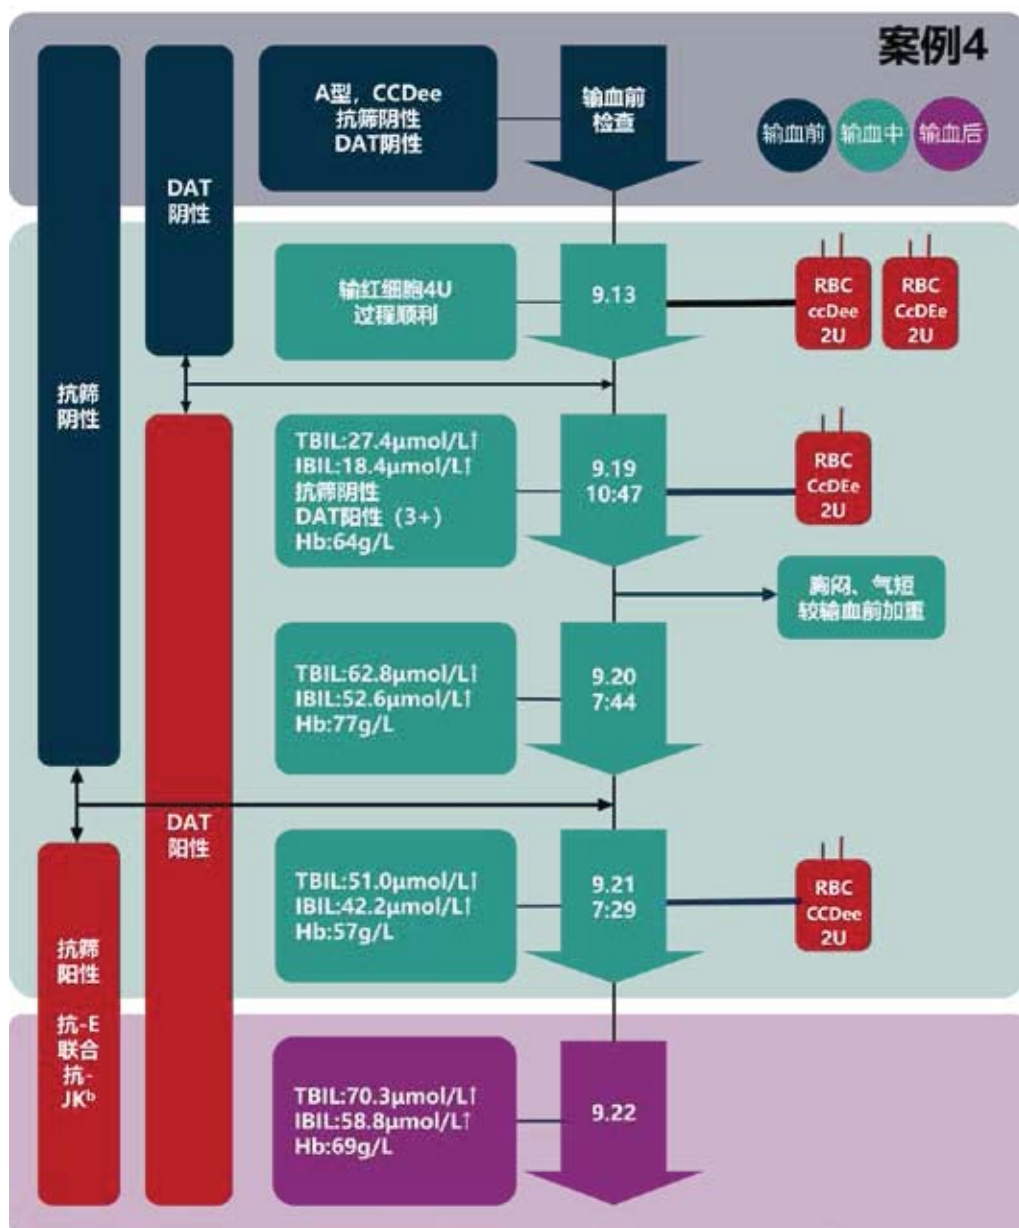 案例4
输血前
输血中
输血后
A型，CCDee
抗筛阴性
DAT阴性
输血前
检查
DAT
阴性
抗筛
阴性
输红细胞4U
过程顺利
9.13
RBC
ccDee
2U
RBC
CcDEe
2U
TBIL:27.4μmol/L↑
IBIL:18.4μmol/L↑
抗筛阴性
DAT阳性（3+）
Hb:64g/L
9.19
10:47
RBC
CcDEe
2U
胸闷、气短
较输血前加重
TBIL:62.8μmol/L↑
IBIL:52.6μmol/L↑
Hb:77g/L
9.20
7:44
DAT
阳性
TBIL:51.0μmol/L↑
IBIL:42.2μmol/L↑
Hb:57g/L
9.21
7:29
RBC
CCDee
2U
抗筛
阳性
抗-E
联合
抗-
JKᵇ
TBIL:70.3μmol/L↑
IBIL:58.8μmol/L↑
Hb:69g/L
9.22